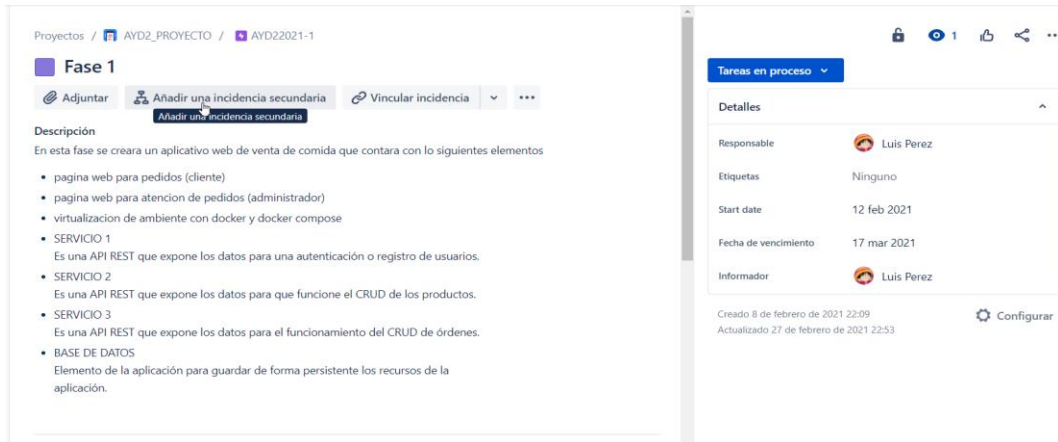 Proyectos / AYD2_PROYECTO / AYD22021-1
1
Fase 1
Adjuntar Añadir una incidencia secundaria Vincular incidencia
Añadir una incidencia secundaria
Tareas en proceso
Descripción
En esta fase se creara un aplicativo web de venta de comida que contara con lo siguientes elementos
• pagina web para pedidos (cliente)
• pagina web para atencion de pedidos (administrador)
• virtualizacion de ambiente con docker y docker compose
• SERVICIO 1
Es una API REST que expone los datos para una autenticación o registro de usuarios.
• SERVICIO 2
Es una API REST que expone los datos para que funcione el CRUD de los productos.
• SERVICIO 3
Es una API REST que expone los datos para el funcionamiento del CRUD de órdenes.
• BASE DE DATOS
Elemento de la aplicación para guardar de forma persistente los recursos de la
aplicación.
Detalles
Responsable Luis Perez
Etiquetas Ninguno
Start date 12 feb 2021
Fecha de vencimiento 17 mar 2021
Informador Luis Perez
Creado 8 de febrero de 2021 22:09
Actualizado 27 de febrero de 2021 22:53
Configurar